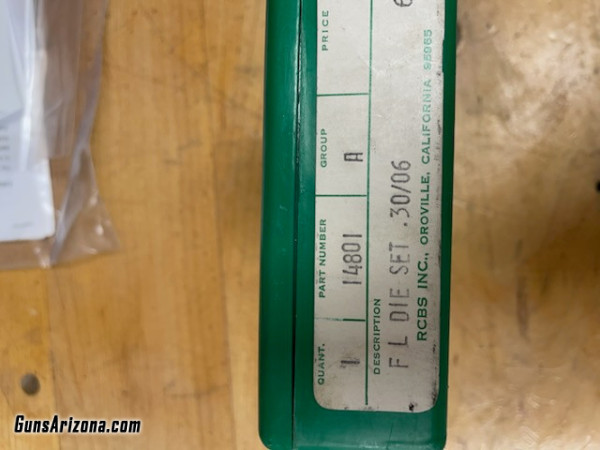 QUANT. PART NUMBER GROUP PRICE
1 14801 A
DESCRIPTION
F L DIE SET .30/06
RCBS INC., OROVILLE, CALIFORNIA 95965
GunsArizona.com